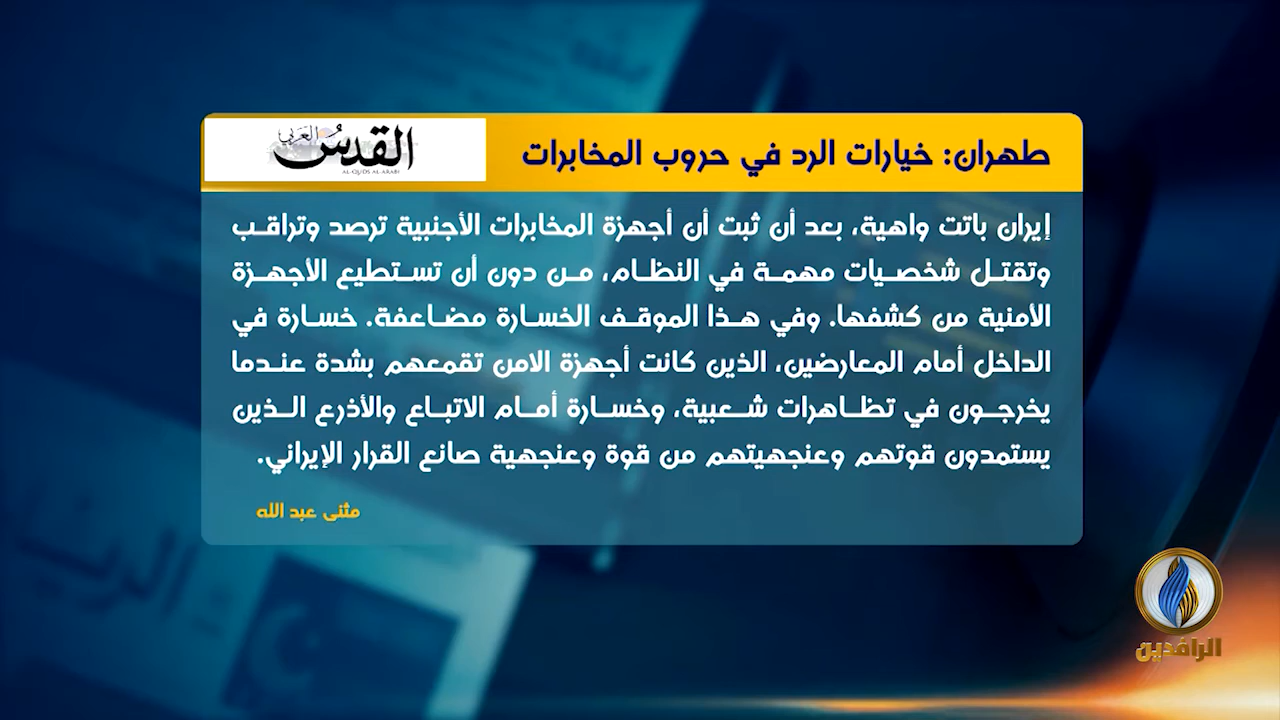 طهران: خيارات الرد في حروب المخابرات
القدس العربي
AL-QUDS AL-ARABI
إيران باتت واهية، بعد أن ثبت أن أجهزة المخابرات الأجنبية ترصد وتراقب
وتقتل شخصيات مهمة في النظام، من دون أن تستطيع الأجهزة
الأمنية من كشفها. وفي هذا الموقف الخسارة مضاعفة. خسارة في
الداخل أمام المعارضين، الذين كانت أجهزة الامن تقمعهم بشدة عندما
يخرجون في تظاهرات شعبية، وخسارة أمام الاتباع والأذرع الذين
يستمدون قوتهم وعنجهيتهم من قوة وعنجهية صانع القرار الإيراني.
مثنى عبد الله
الرافدين